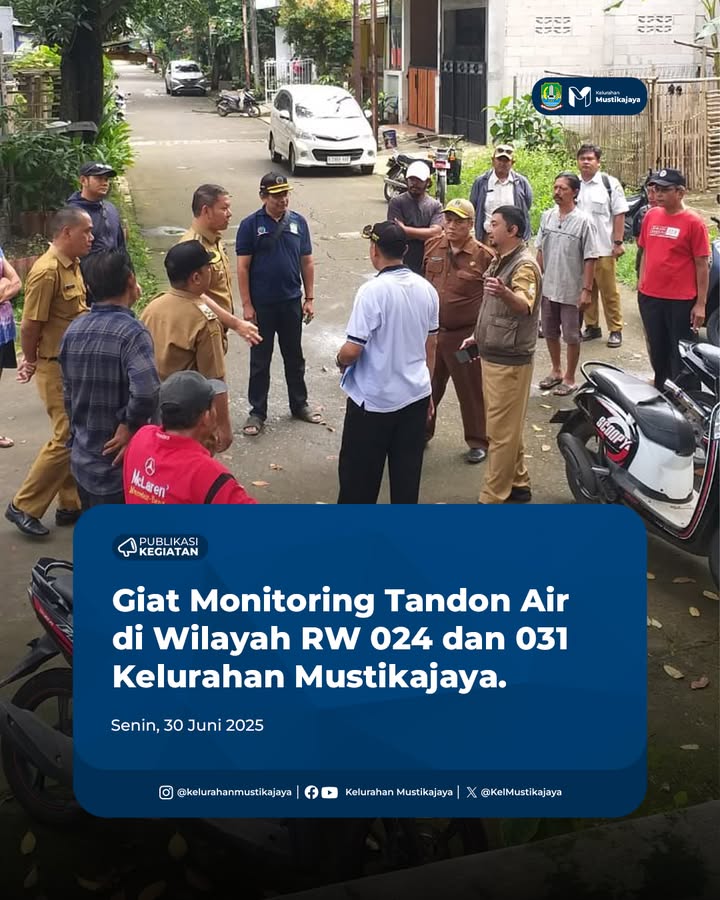 Kelurahan
Mustikajaya
SCOOPY
McLaren
PUBLIKASI
KEGIATAN
Giat Monitoring Tandon Air
di Wilayah RW 024 dan 031
Kelurahan Mustikajaya.
Senin, 30 Juni 2025
@kelurahanmustikajaya | Kelurahan Mustikajaya | @KelMustikajaya